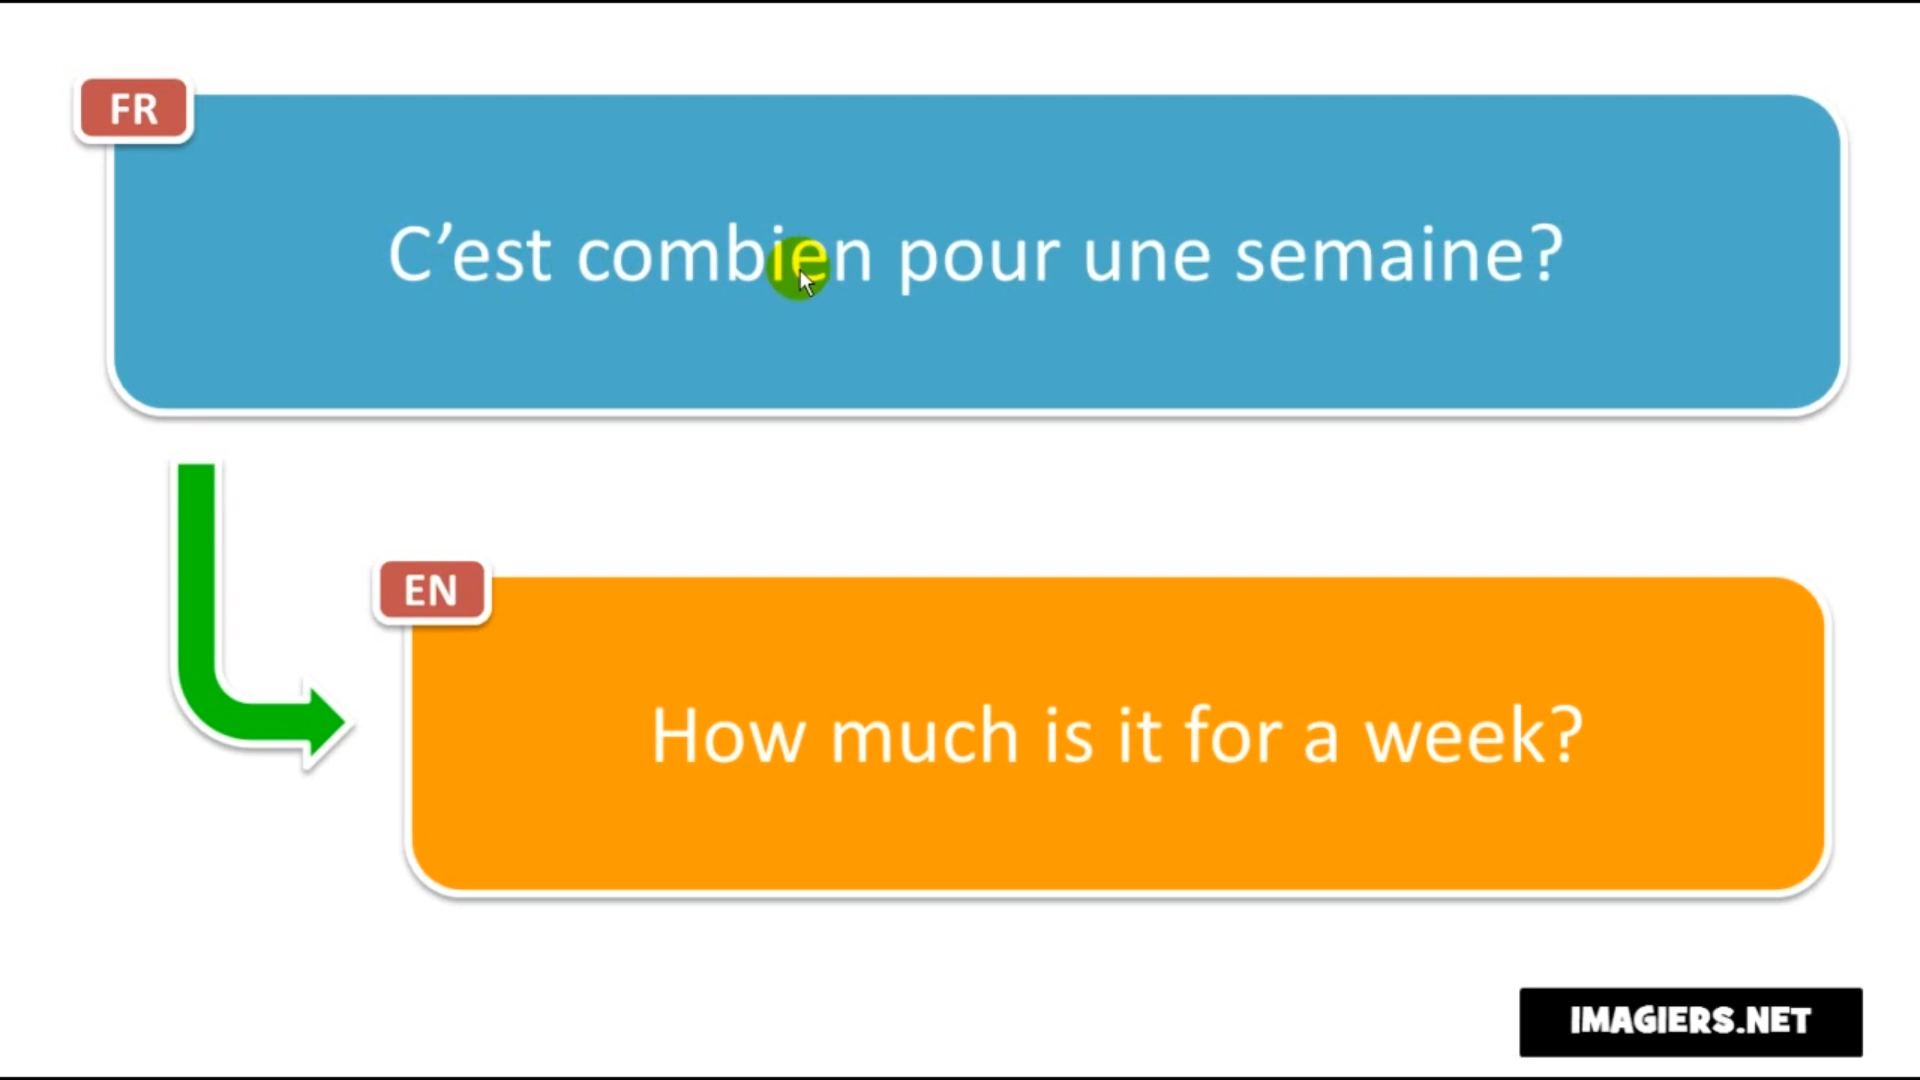 FR
C’est combien pour une semaine?
EN
How much is it for a week?
IMAGIERS.NET